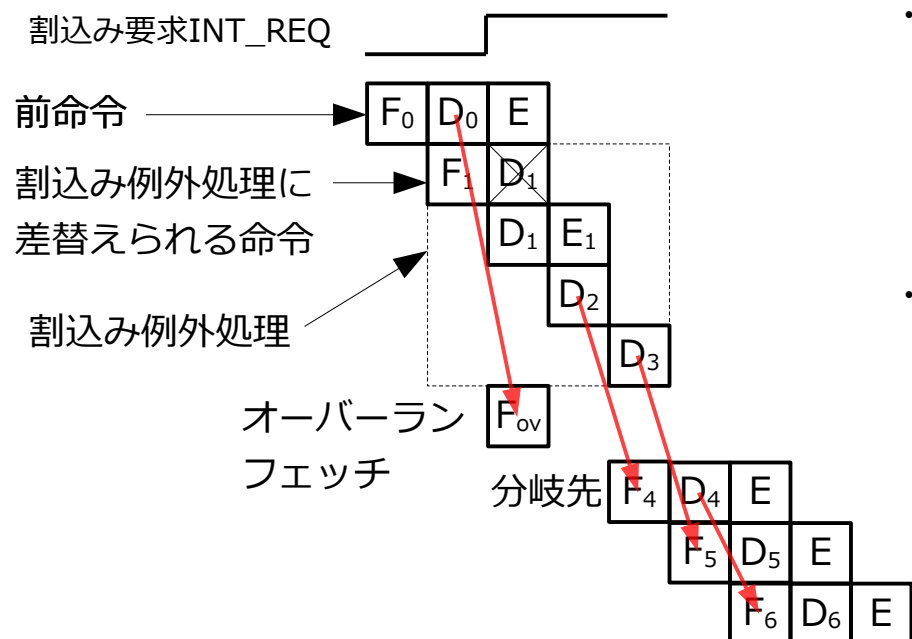 割込み要求INT_REQ
前命令
F0 D0 E
割込み例外処理に
差替えられる命令
F1 D1
D1 E1
割込み例外処理
D2
D3
オーバーラン
フェッチ
Fov
分岐先
F4 D4 E
F5 D5 E
F6 D6 E